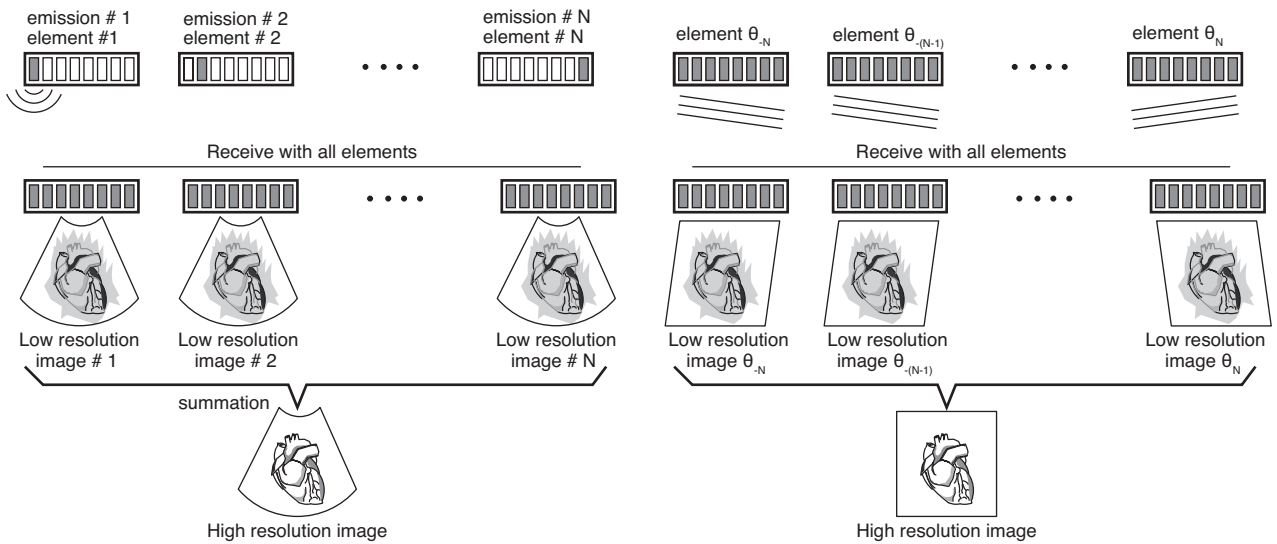 emission # 1
element #1
emission # 2
element # 2
emission # N
element # N
Receive with all elements
Low resolution
image # 1
Low resolution
image # 2
Low resolution
image # N
summation
High resolution image
element θ-N
element θ-(N-1)
element θN
Receive with all elements
Low resolution
image θ-N
Low resolution
image θ-(N-1)
Low resolution
image θN
High resolution image